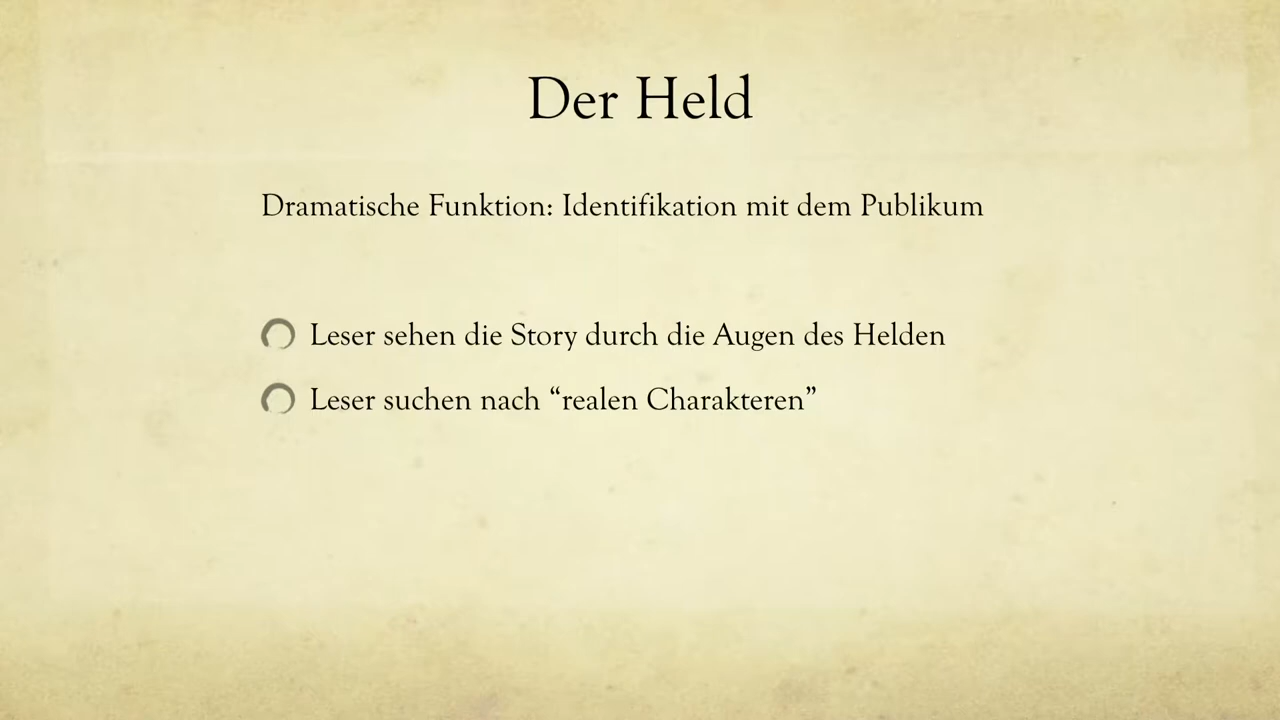 Der Held
Dramatische Funktion: Identifikation mit dem Publikum
Leser sehen die Story durch die Augen des Helden
Leser suchen nach “realen Charakteren”